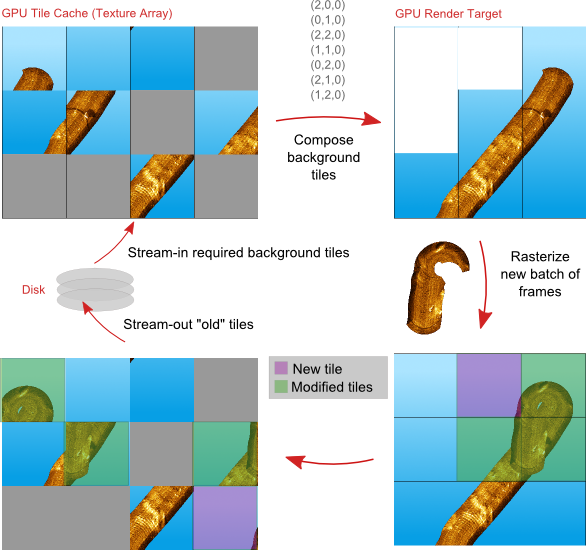 GPU Tile Cache (Texture Array)
(2,0,0)
(0,1,0)
(2,2,0)
(1,1,0)
(0,2,0)
(2,1,0)
(1,2,0)
GPU Render Target
Compose
background
tiles
Stream-in required background tiles
Disk
Stream-out "old" tiles
Rasterize
new batch of
frames
New tile
Modified tiles